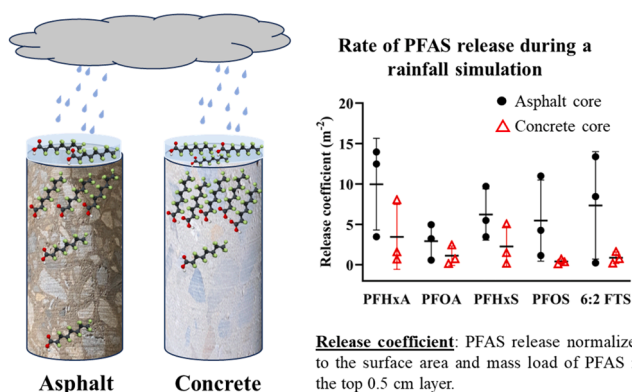 Rate of PFAS release during a
rainfall simulation
Asphalt core
Concrete core
Release coefficient (m-2)
20
15
10
5
0
PFHxA PFOA PFHxS PFOS 6:2 FTS
Asphalt Concrete
Release coefficient: PFAS release normalize
to the surface area and mass load of PFAS
the top 0.5 cm layer.